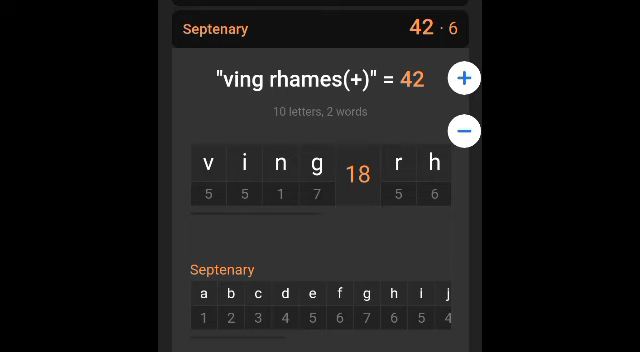 Septenary 42 · 6
"ving rhames(+)" = 42
10 letters, 2 words
v i n g 18 r h
5 5 1 7 5 6
Septenary
a b c d e f g h i j
1 2 3 4 5 6 7 6 5 4